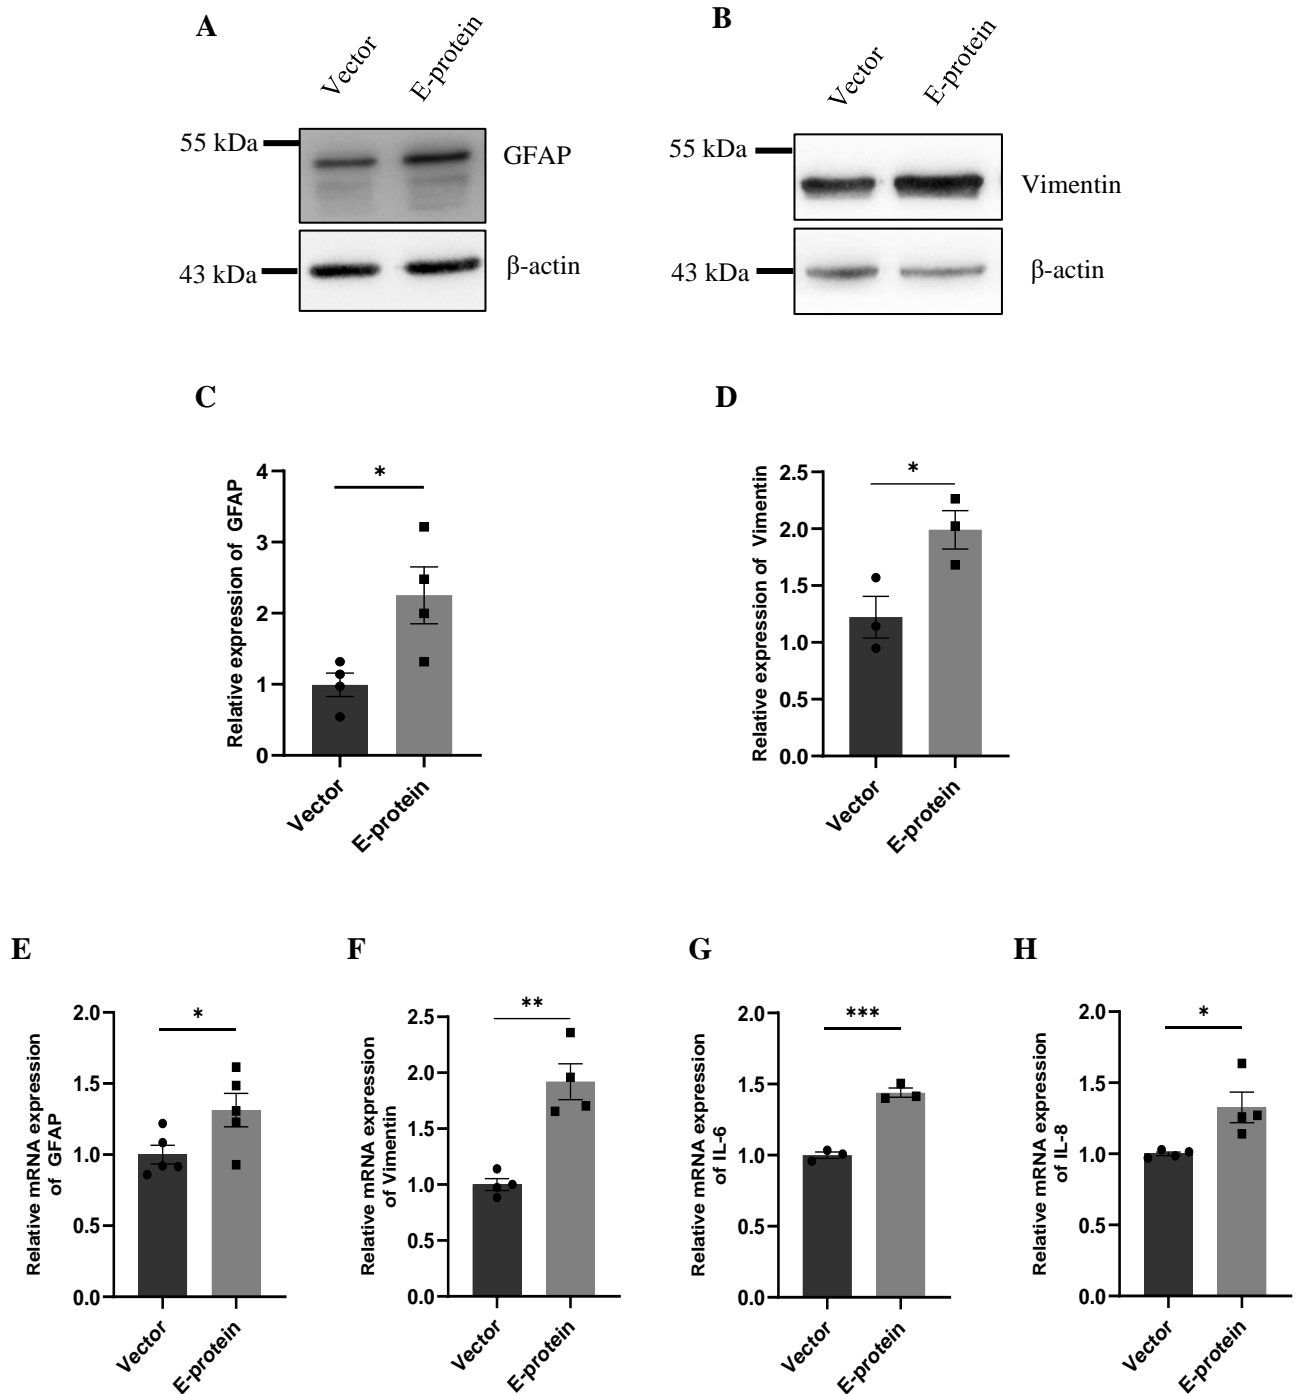 A
B
Vector
E-protein
Vector
E-protein
55 kDa
GFAP
55 kDa
Vimentin
43 kDa
β-actin
43 kDa
β-actin
C
D
Relative expression of GFAP
4
3
2
1
0
*
Vector
E-protein
Relative expression of Vimentin
2.5
2.0
1.5
1.0
0.5
0.0
*
Vector
E-protein
E
F
G
H
Relative mRNA expression
of GFAP
2.0
1.5
1.0
0.5
0.0
*
Vector
E-protein
Relative mRNA expression
of Vimentin
2.5
2.0
1.5
1.0
0.5
0.0
**
Vector
E-protein
Relative mRNA expression
of IL-6
2.0
1.5
1.0
0.5
0.0
***
Vector
E-protein
Relative mRNA expression
of IL-8
2.0
1.5
1.0
0.5
0.0
*
Vector
E-protein